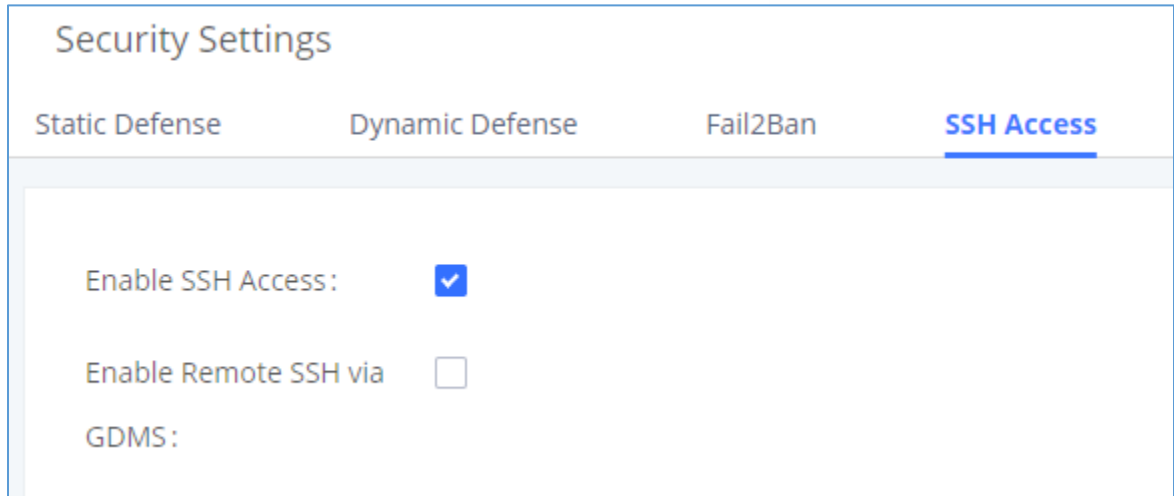 Security Settings
Static Defense Dynamic Defense Fail2Ban SSH Access
Enable SSH Access:
Enable Remote SSH via
GDMS: